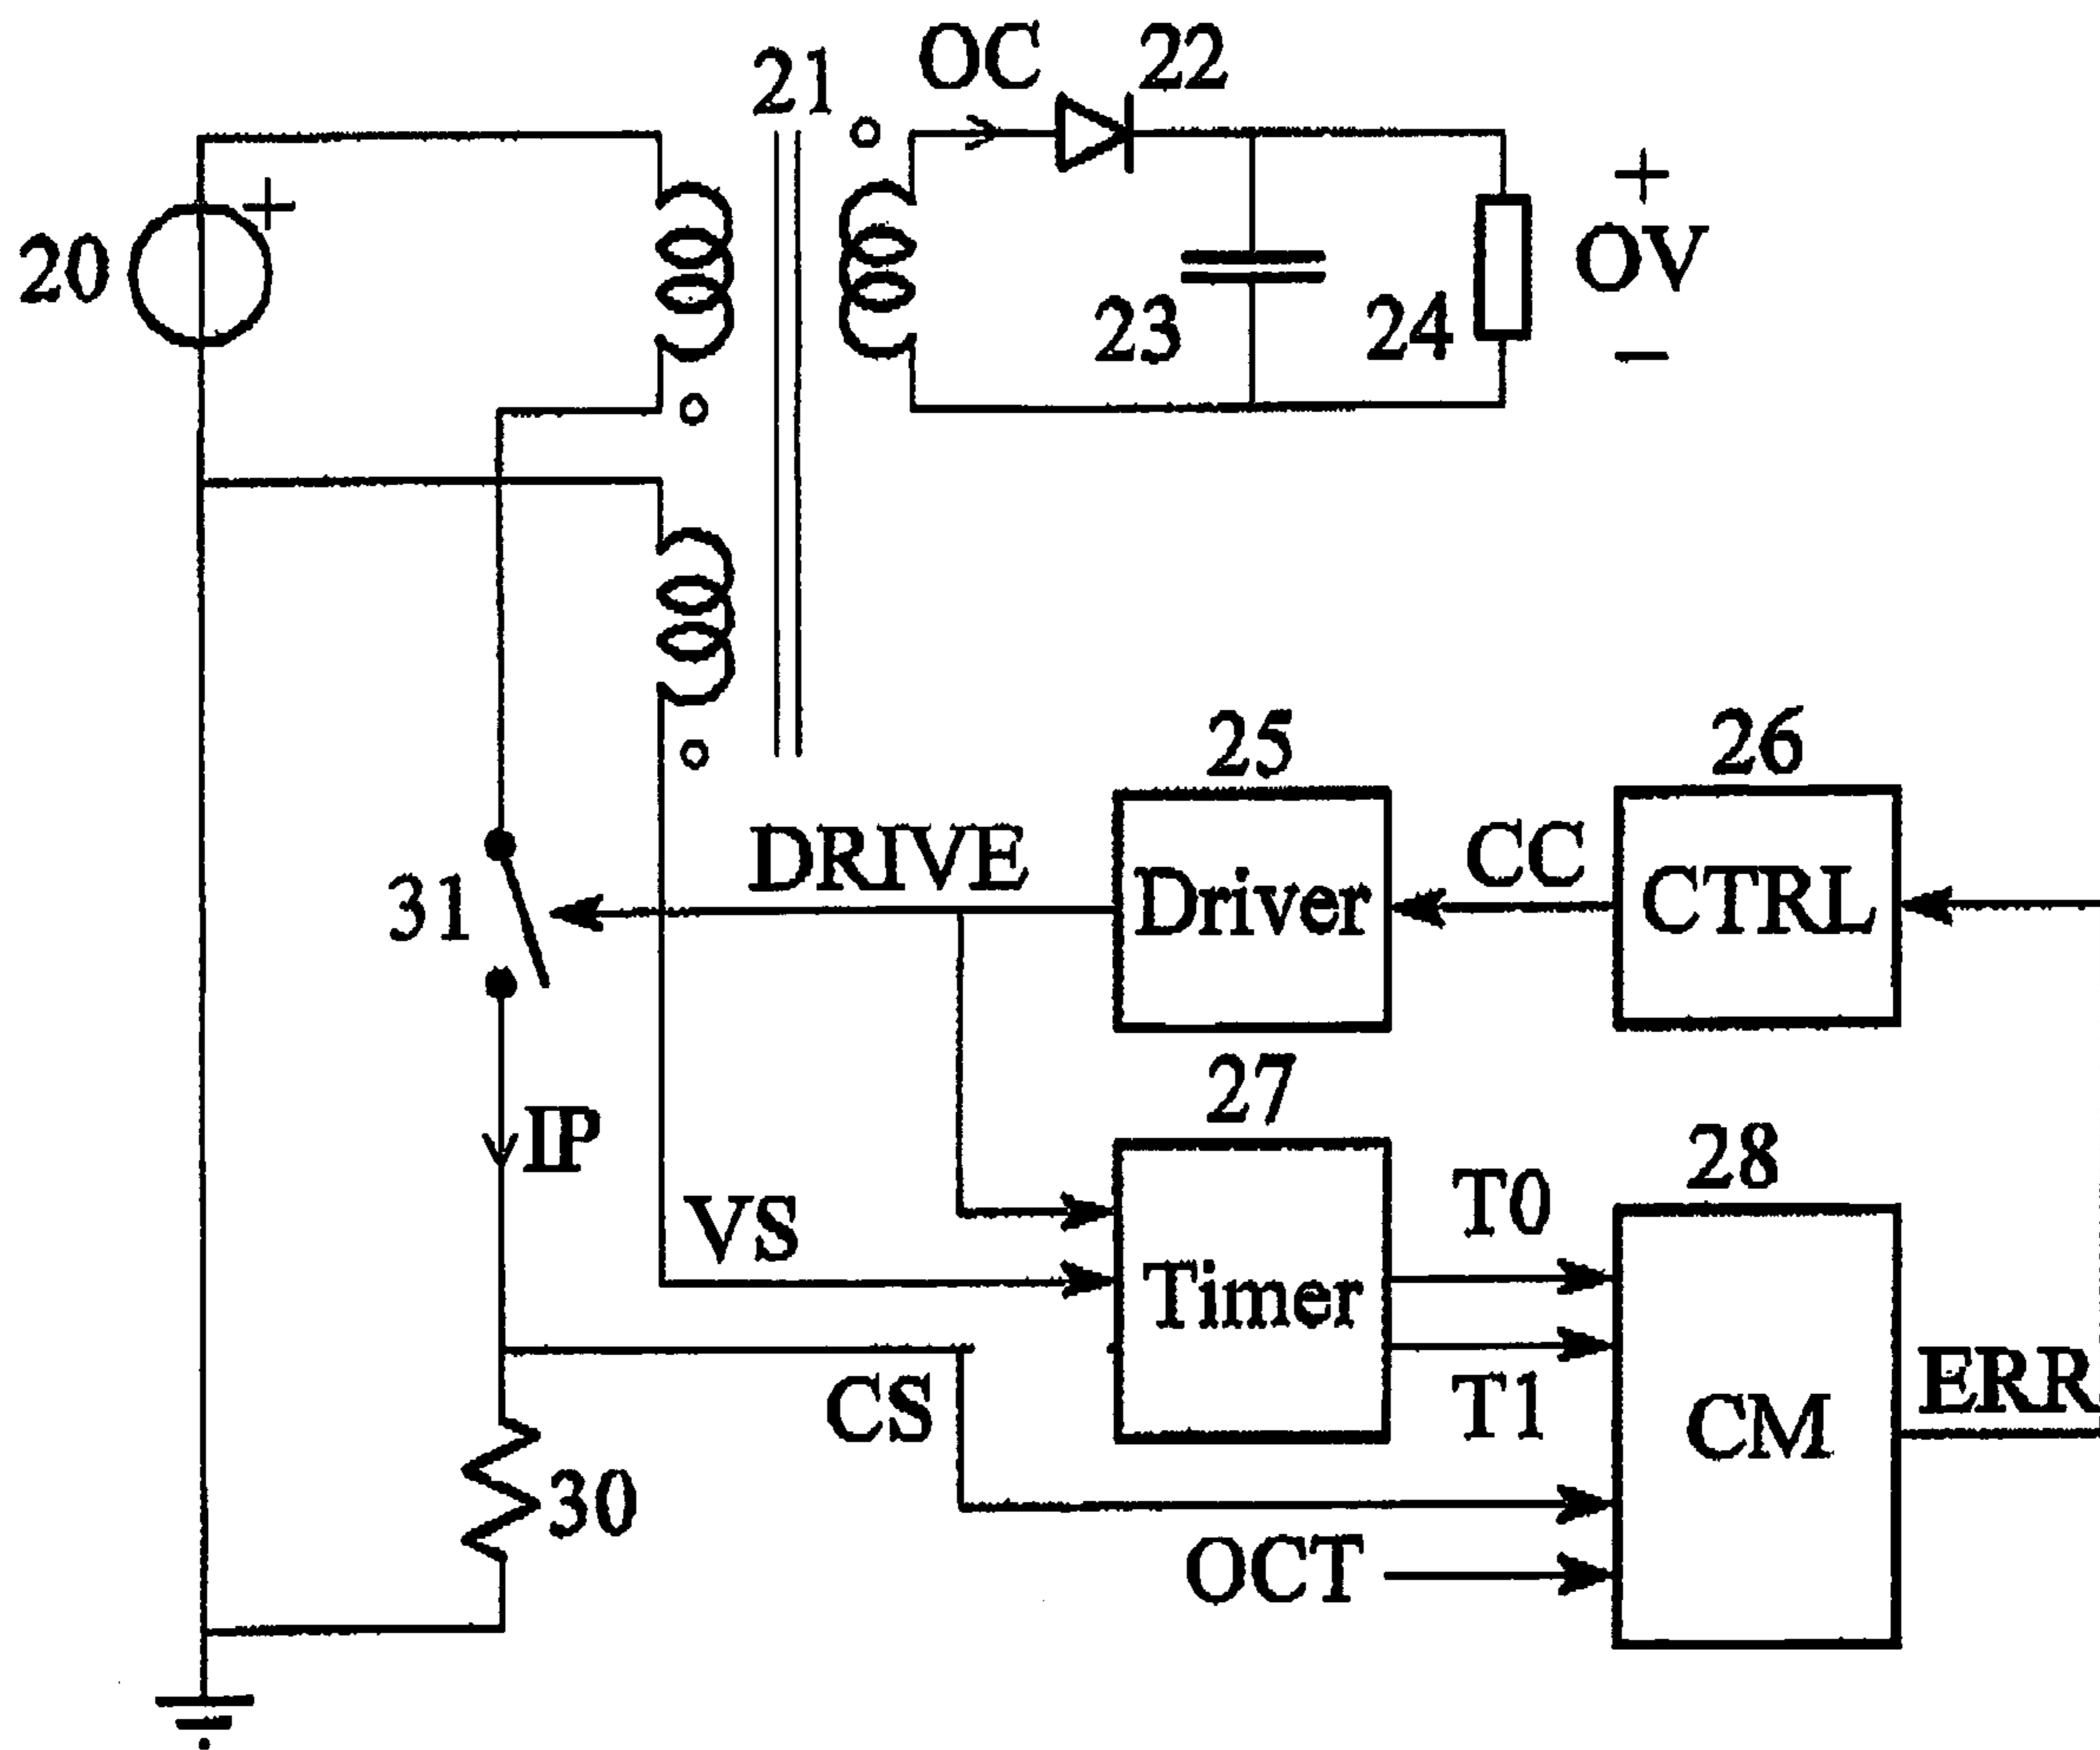 21
OC
22
+
20
+
OV
−
23
24
25
26
DRIVE
Driver
CC
CTRL
31
27
IP
28
VS
T0
Timer
T1
ERR
CS
CM
30
OCT